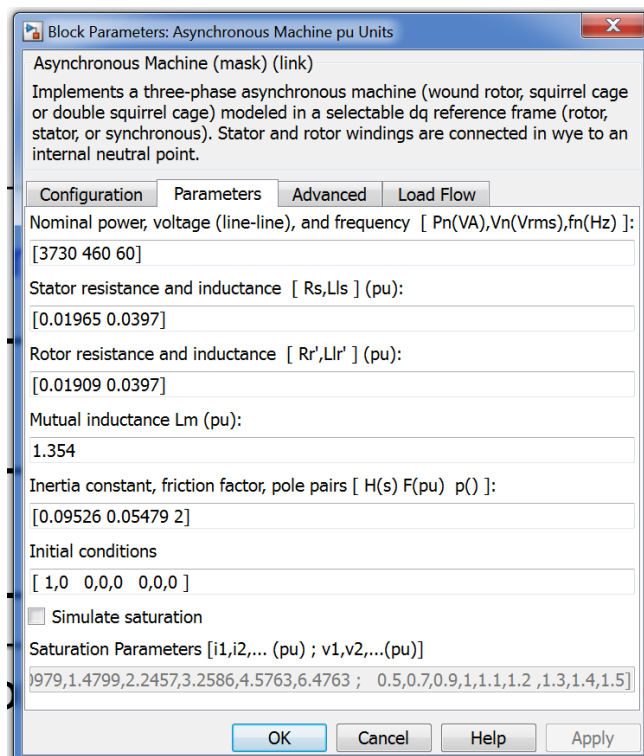 Block Parameters: Asynchronous Machine pu Units
Asynchronous Machine (mask) (link)
Implements a three-phase asynchronous machine (wound rotor, squirrel cage
or double squirrel cage) modeled in a selectable dq reference frame (rotor,
stator, or synchronous). Stator and rotor windings are connected in wye to an
internal neutral point.
Configuration Parameters Advanced Load Flow
Nominal power, voltage (line-line), and frequency [ Pn(VA),Vn(Vrms),fn(Hz) ]:
[3730 460 60]
Stator resistance and inductance [ Rs,Lls ] (pu):
[0.01965 0.0397]
Rotor resistance and inductance [ Rr',Llr' ] (pu):
[0.01909 0.0397]
Mutual inductance Lm (pu):
1.354
Inertia constant, friction factor, pole pairs [ H(s) F(pu) p() ]:
[0.09526 0.05479 2]
Initial conditions
[ 1,0 0,0,0 0,0,0 ]
Simulate saturation
Saturation Parameters [i1,i2,... (pu) ; v1,v2,...(pu)]
979,1.4799,2.2457,3.2586,4.5763,6.4763 ; 0.5,0.7,0.9,1,1.1,1.2 ,1.3,1.4,1.5]
OK Cancel Help Apply